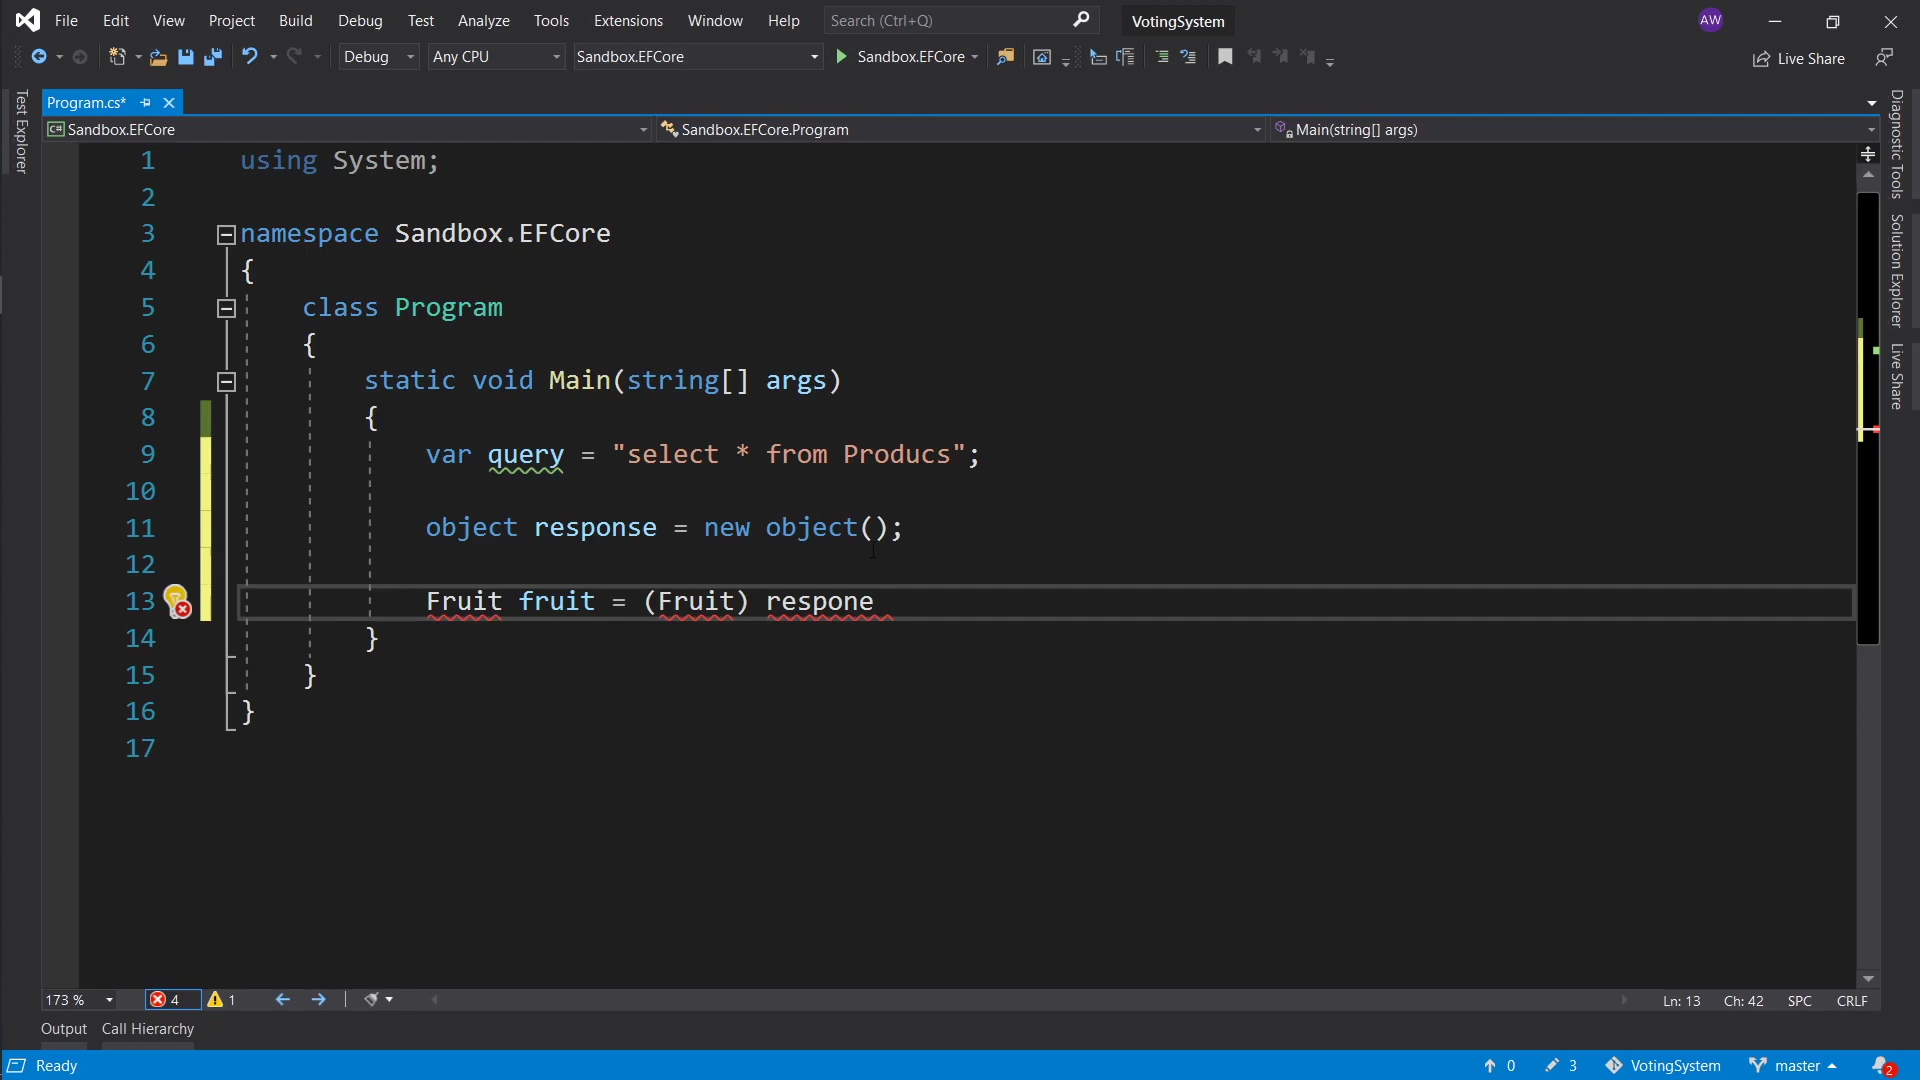 File Edit View Project Build Debug Test Analyze Tools Extensions Window Help Search (Ctrl+Q) VotingSystem AW
Debug Any CPU Sandbox.EFCore Sandbox.EFCore Live Share
Test Explorer
Program.cs*
Sandbox.EFCore Sandbox.EFCore.Program Main(string[] args)
1 using System;
2
3 namespace Sandbox.EFCore
4 {
5 class Program
6 {
7 static void Main(string[] args)
8 {
9 var query = "select * from Producs";
10
11 object response = new object();
12
13 Fruit fruit = (Fruit) respone
14 }
15 }
16 }
17
Diagnostic Tools
Solution Explorer
Live Share
173 % 4 1 Ln: 13 Ch: 42 SPC CRLF
Output Call Hierarchy
Ready 0 3 VotingSystem master 2